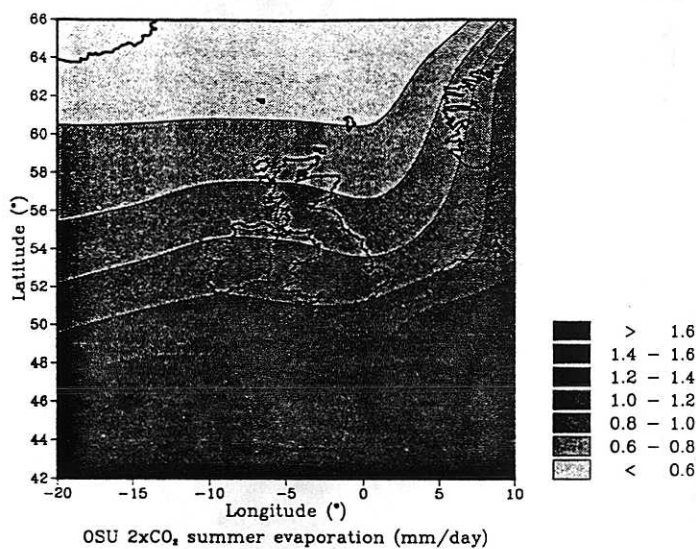 66
64
62
60
58
56
54
52
50
48
46
44
42
Latitude (°)
-20
-15
-10
-5
0
5
10
Longitude (°)
OSU 2xCO₂ summer evaporation (mm/day)
> 1.6
1.4 - 1.6
1.2 - 1.4
1.0 - 1.2
0.8 - 1.0
0.6 - 0.8
< 0.6